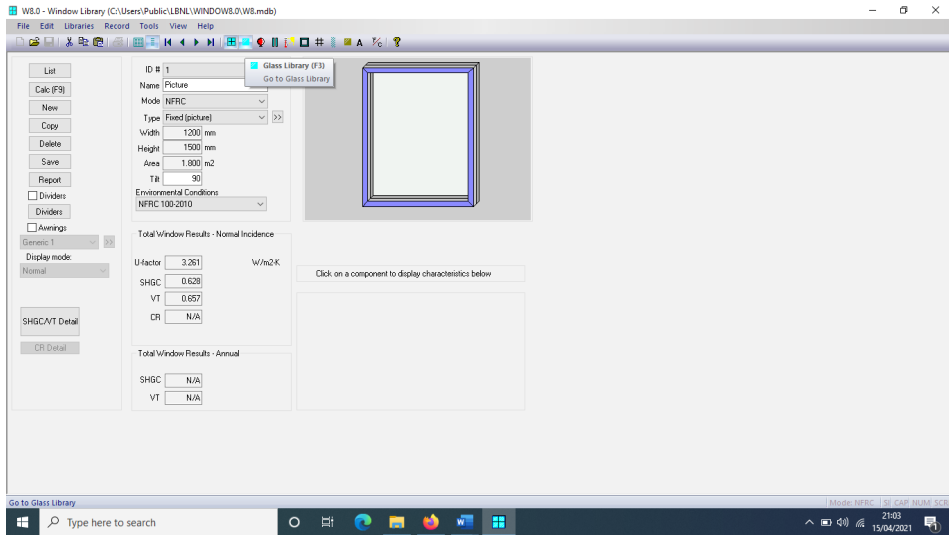 W8.0 - Window Library (C:\Users\Public\LBNL\WINDOW8.0\W8.mdb)
File Edit Libraries Record Tools View Help
Glass Library (F3)
Go to Glass Library
List
Calc (F9)
New
Copy
Delete
Save
Report
Dividers
Dividers
Awnings
Generic 1 >>
Display mode:
Normal
SHGC/VT Detail
CR Detail
ID # 1
Name Picture
Mode NFRC
Type Fixed (picture) >>
Width 1200 mm
Height 1500 mm
Area 1.800 m2
Tilt 90
Environmental Conditions
NFRC 100-2010
Total Window Results - Normal Incidence
U-factor 3.261 W/m2-K
SHGC 0.628
VT 0.657
CR N/A
Total Window Results - Annual
SHGC N/A
VT N/A
Click on a component to display characteristics below
Go to Glass Library
Mode: NFRC SI CAP NUM SCR
Type here to search
21:03
15/04/2021
1